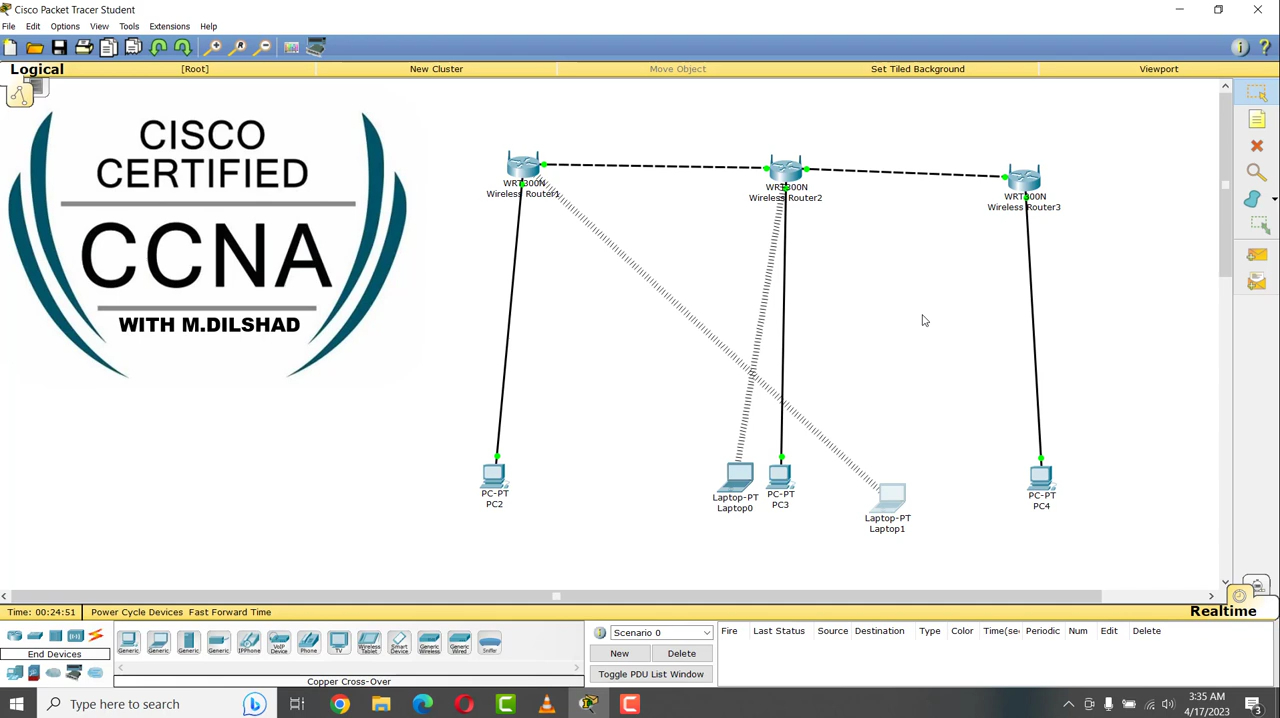 Cisco Packet Tracer Student
File Edit Options View Tools Extensions Help
Logical [Root] New Cluster Move Object Set Tiled Background Viewport
CISCO
CERTIFIED
CCNA
WITH M.DILSHAD
WRT300N
Wireless Router1
WRT300N
Wireless Router2
WRT300N
Wireless Router3
PC-PT
PC2
Laptop-PT
Laptop0
PC-PT
PC3
Laptop-PT
Laptop1
PC-PT
PC4
Time: 00:24:51 Power Cycle Devices Fast Forward Time
Realtime
End Devices
Generic Generic Generic Generic IPPhone VoIP Device Phone TV Wireless Tablet Smart Device Generic Wireless Generic Wired Sniffer
Copper Cross-Over
Scenario 0
New Delete
Toggle PDU List Window
Fire Last Status Source Destination Type Color Time(sec Periodic Num Edit Delete
Type here to search
3:35 AM
4/17/2023
3